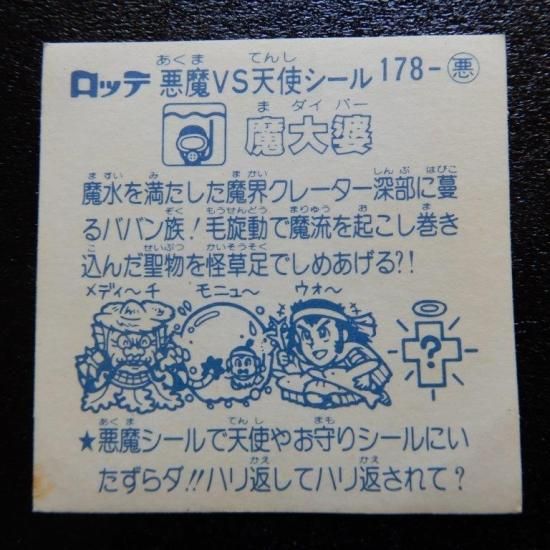 あくま てんし
ロッテ 悪魔VS天使シール 178-悪
ま ダイ バー
魔大婆
ますい み まかい しんぶ はびこ
魔水を満たした魔界クレーター深部に蔓
ぞく もうせんどう まりゅう お ま
るババン族!毛旋動で魔流を起こし巻き
こ せいぶつ かいそうそく
込んだ聖物を怪草足でしめあげる?!
メディ〜チ モニュ〜 ウォ〜
?
あくま てんし まも
★悪魔シールで天使やお守りシールにい
かえ かえ
たずらダ!!ハリ返してハリ返されて?